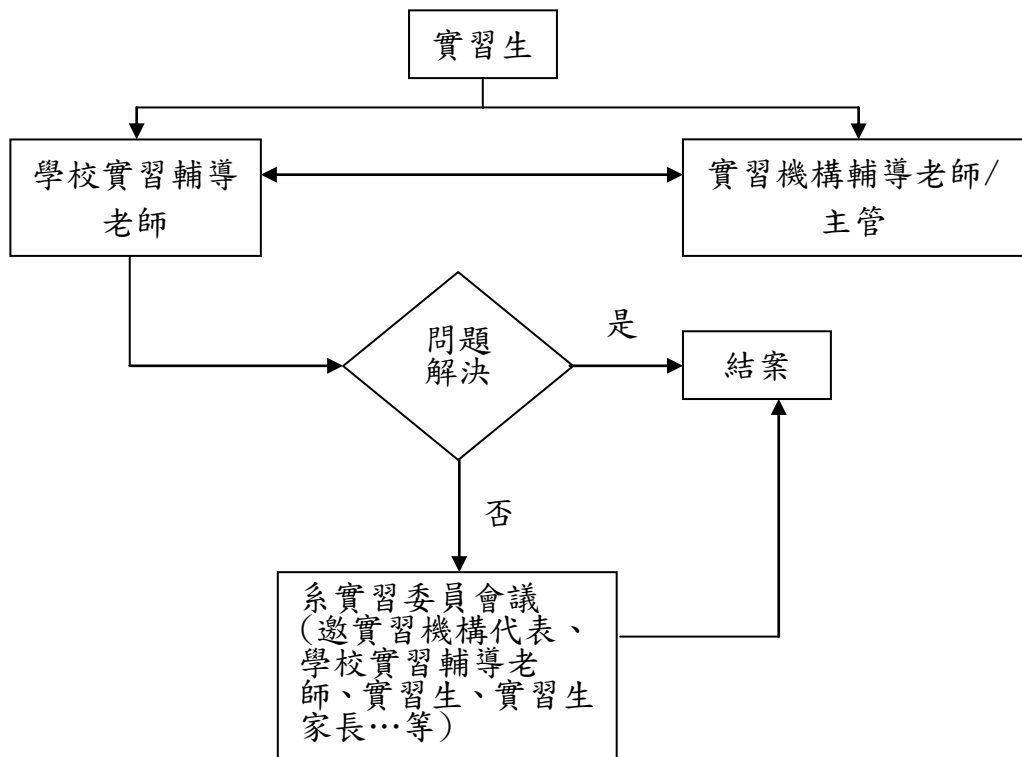 實習生
學校實習輔導
老師
實習機構輔導老師/
主管
問題
解決
是
結案
否
系實習委員會議
(邀實習機構代表、
學校實習輔導老
師、實習生、實習生
家長…等)